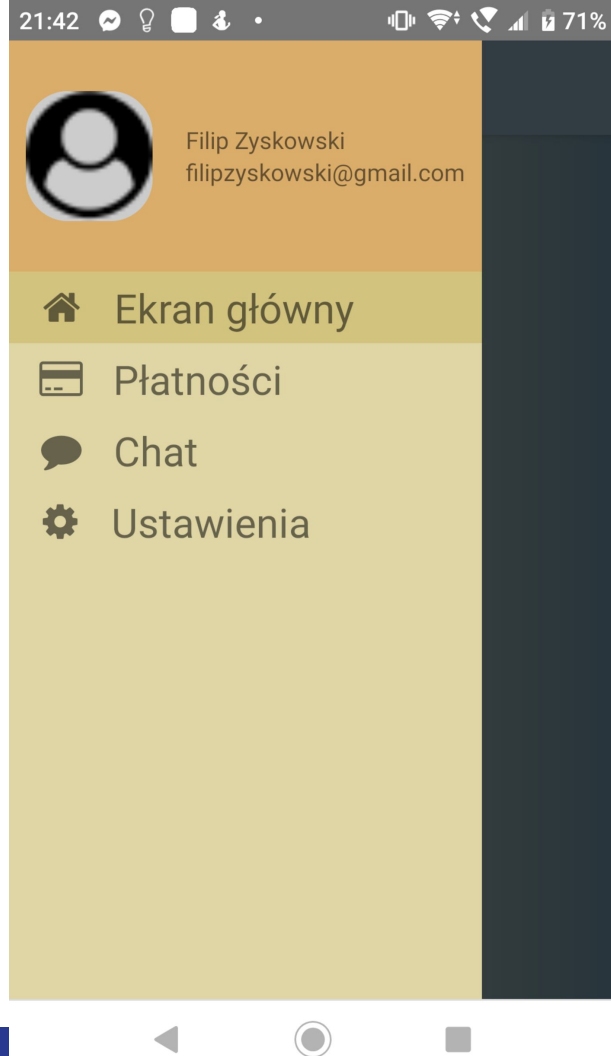 21:42
71%
Filip Zyskowski
filipzyskowski@gmail.com
Ekran główny
Płatności
Chat
Ustawienia